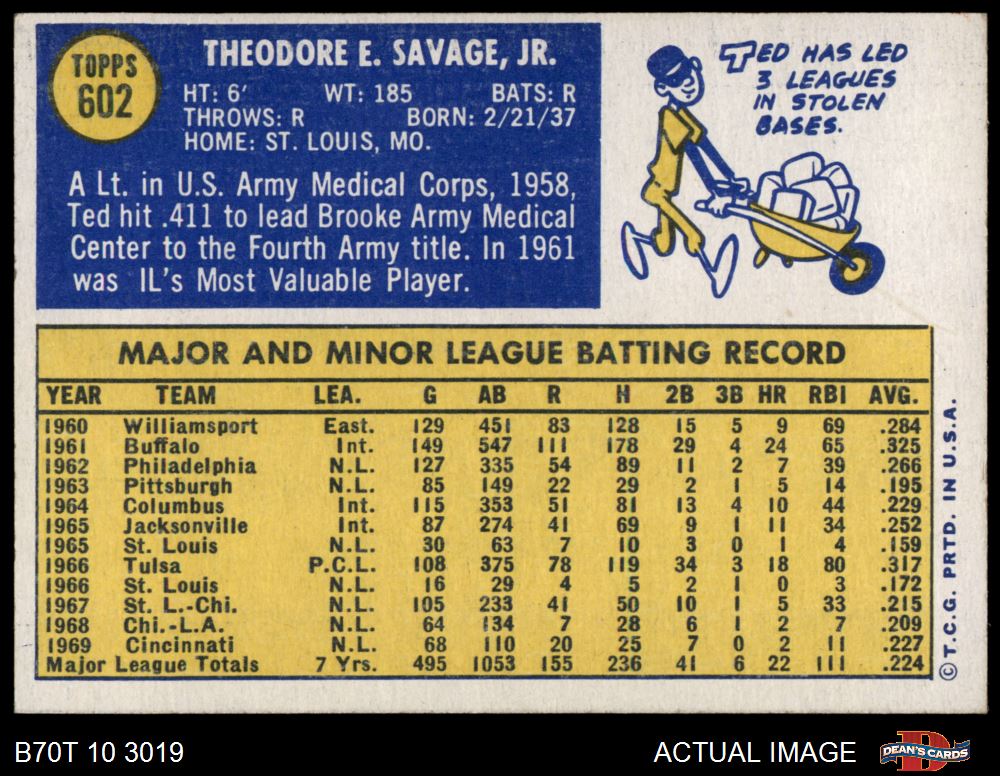 TOPPS
602
THEODORE E. SAVAGE, JR.
HT: 6' WT: 185 BATS: R
THROWS: R BORN: 2/21/37
HOME: ST. LOUIS, MO.
A Lt. in U.S. Army Medical Corps, 1958,
Ted hit .411 to lead Brooke Army Medical
Center to the Fourth Army title. In 1961
was IL's Most Valuable Player.
TED HAS LED
3 LEAGUES
IN STOLEN
BASES.
MAJOR AND MINOR LEAGUE BATTING RECORD
YEAR TEAM LEA. G AB R H 2B 3B HR RBI AVG.
1960 Williamsport East. 129 451 83 128 15 5 9 69 .284
1961 Buffalo Int. 149 547 111 178 29 4 24 65 .325
1962 Philadelphia N.L. 127 335 54 89 11 2 7 39 .266
1963 Pittsburgh N.L. 85 149 22 29 2 1 5 14 .195
1964 Columbus Int. 115 353 51 81 13 4 10 44 .229
1965 Jacksonville Int. 87 274 41 69 9 1 11 34 .252
1965 St. Louis N.L. 30 63 7 10 3 0 1 4 .159
1966 Tulsa P.C.L. 108 375 78 119 34 3 18 80 .317
1966 St. Louis N.L. 16 29 4 5 2 1 0 3 .172
1967 St. L.-Chi. N.L. 105 233 41 50 10 1 5 33 .215
1968 Chi.-L.A. N.L. 64 134 7 28 6 1 2 7 .209
1969 Cincinnati N.L. 68 110 20 25 7 0 2 11 .227
Major League Totals 7 Yrs. 495 1053 155 236 41 6 22 111 .224
© T.C.G. PRTD. IN U.S.A.
B70T 10 3019 ACTUAL IMAGE
DEAN'S CARDS